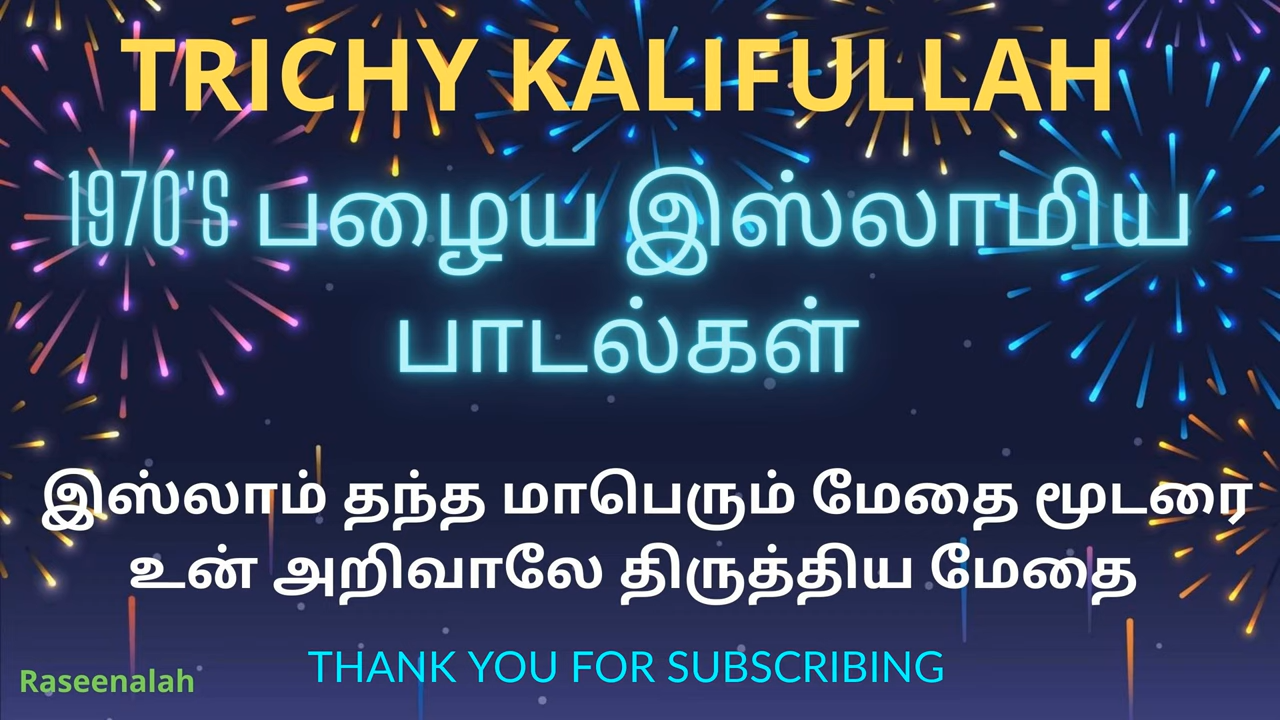 TRICHY KALIFULLAH
1970'S பழைய இஸ்லாமிய
பாடல்கள்
இஸ்லாம் தந்த மாபெரும் மேதை மூடரை
உன் அறிவாலே திருத்திய மேதை
THANK YOU FOR SUBSCRIBING
Raseenalah